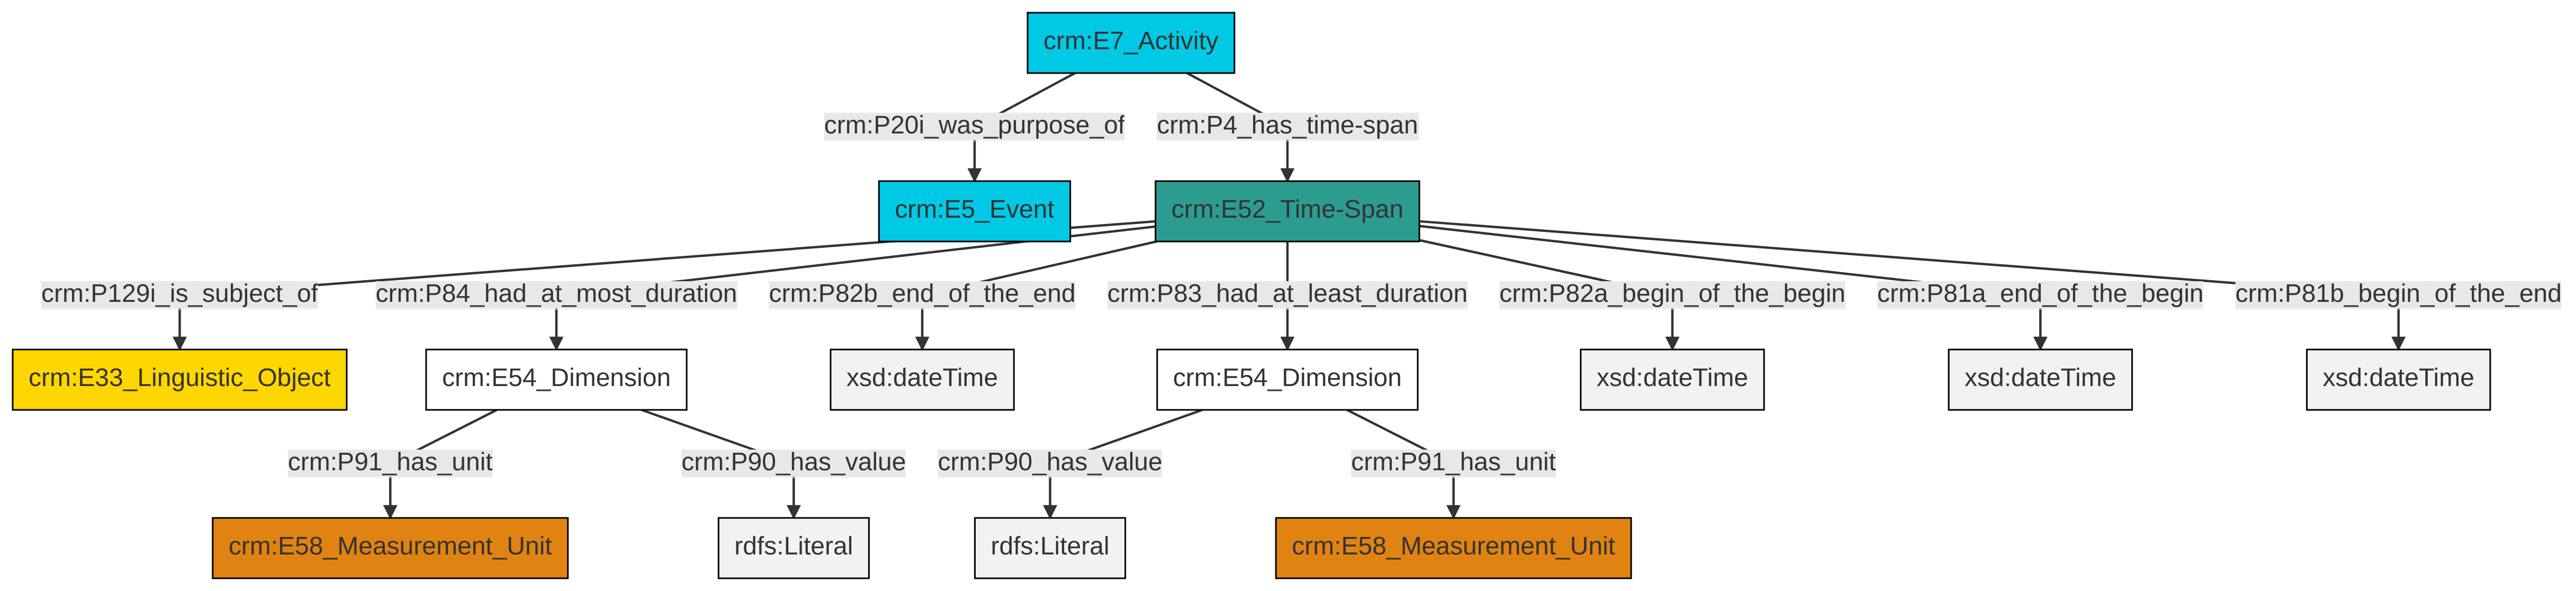 crm:E7_Activity
crm:P20i_was_purpose_of
crm:P4_has_time-span
crm:E5_Event
crm:E52_Time-Span
crm:P129i_is_subject_of
crm:P84_had_at_most_duration
crm:P82b_end_of_the_end
crm:P83_had_at_least_duration
crm:P82a_begin_of_the_begin
crm:P81a_end_of_the_begin
crm:P81b_begin_of_the_end
crm:E33_Linguistic_Object
crm:E54_Dimension
xsd:dateTime
crm:E54_Dimension
xsd:dateTime
xsd:dateTime
xsd:dateTime
crm:P91_has_unit
crm:P90_has_value
crm:P90_has_value
crm:P91_has_unit
crm:E58_Measurement_Unit
rdfs:Literal
rdfs:Literal
crm:E58_Measurement_Unit